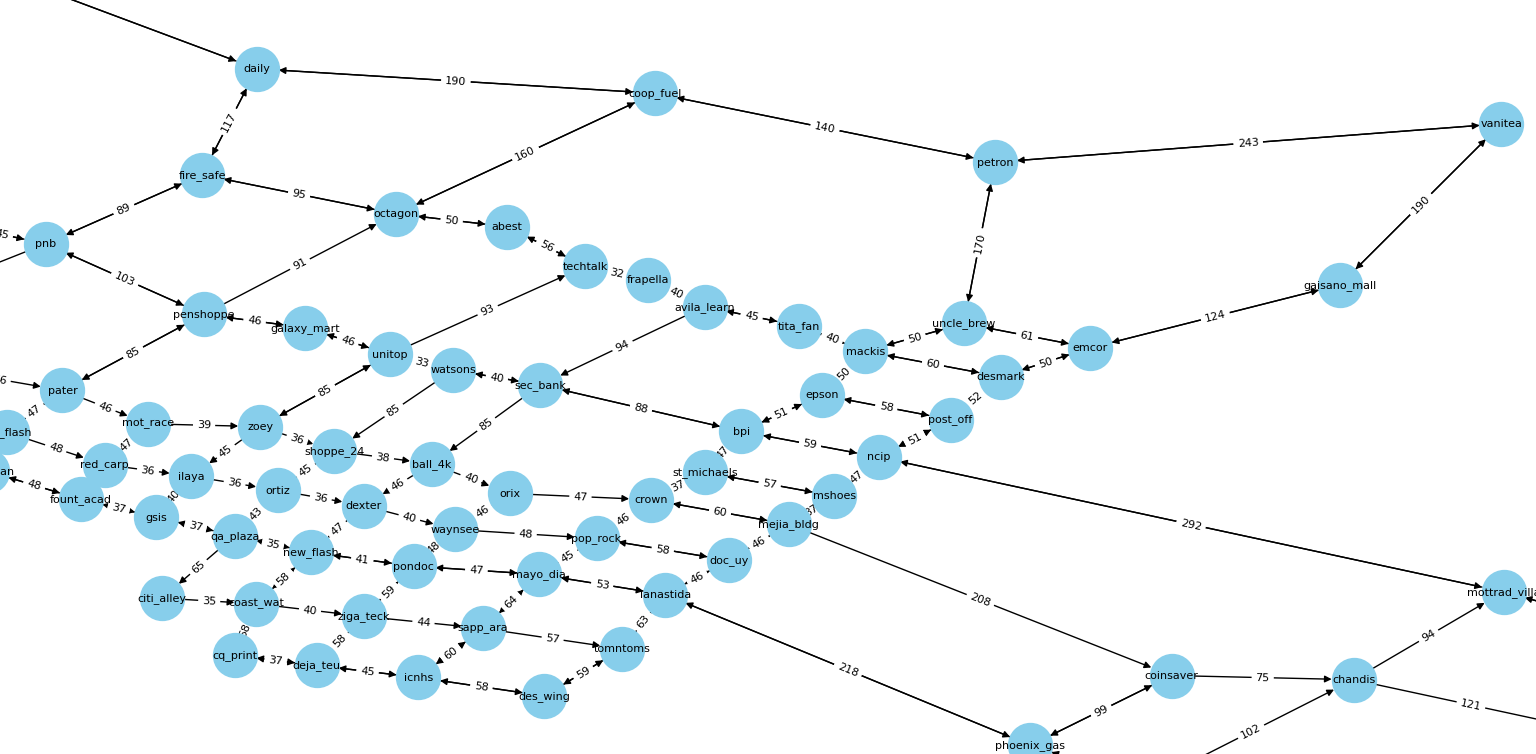 daily
190
coop_fuel
140
petron
243
vanitea
117
160
fire_safe
95
89
octagon
50
abest
170
190
45
pnb
56
techtalk
32
frapella
40
avila_learn
45
tita_fan
40
mackis
50
uncle_brew
61
emcor
124
gaisano_mall
103
91
penshoppe
46
galaxy_mart
46
unitop
93
33
watsons
40
sec_bank
94
60
desmark
50
85
6
pater
46
mot_race
39
zoey
85
85
88
bpi
51
epson
50
58
post_off
52
47
_flash
48
47
red_carp
36
ilaya
45
36
shoppe_24
38
ball_4k
85
59
ncip
51
an
48
fount_acad
37
gsis
40
36
ortiz
45
36
dexter
46
40
orix
47
crown
37
st_michaels
47
57
mshoes
47
37
qa_plaza
43
35
new_flash
47
41
pondoc
48
waynsee
46
48
pop_rock
46
60
mejia_bldg
37
58
doc_uy
46
292
65
citi_alley
35
coast_wat
58
40
ziga_teck
59
47
mayo_dia
45
53
lanastida
46
208
mottrad_villa
58
cq_print
37
deja_teu
58
45
icnhs
44
sapp_ara
64
60
57
tomntoms
63
58
des_wing
59
218
coinsaver
75
chandis
94
121
99
phoenix_gas
102